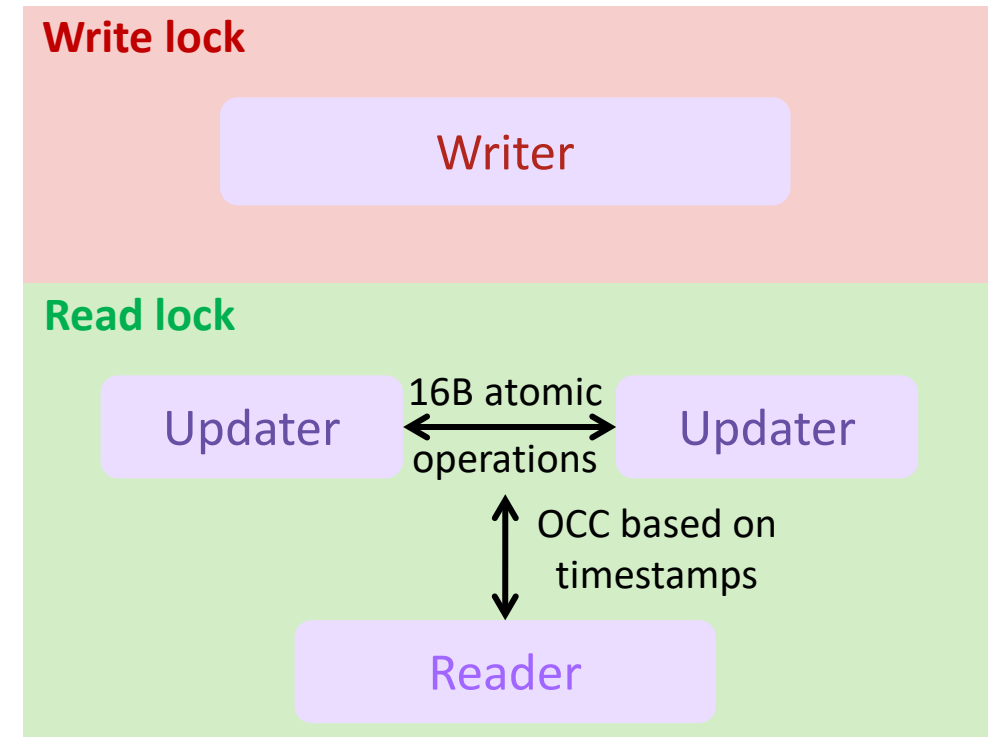 Write lock
Writer
Read lock
Updater
16B atomic
operations
Updater
OCC based on
timestamps
Reader